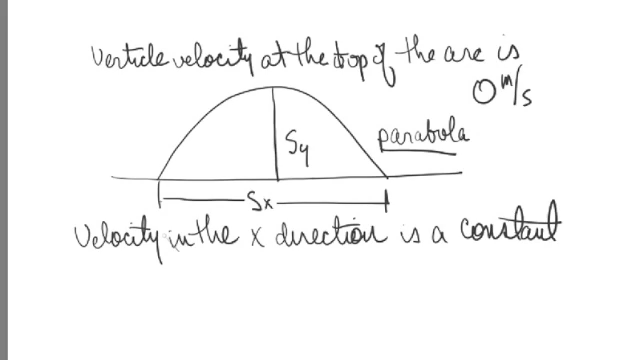 Verticle velocity at the top of the arc is
0 m/s
parabola
Sy
Sx
Velocity in the x direction is a constant